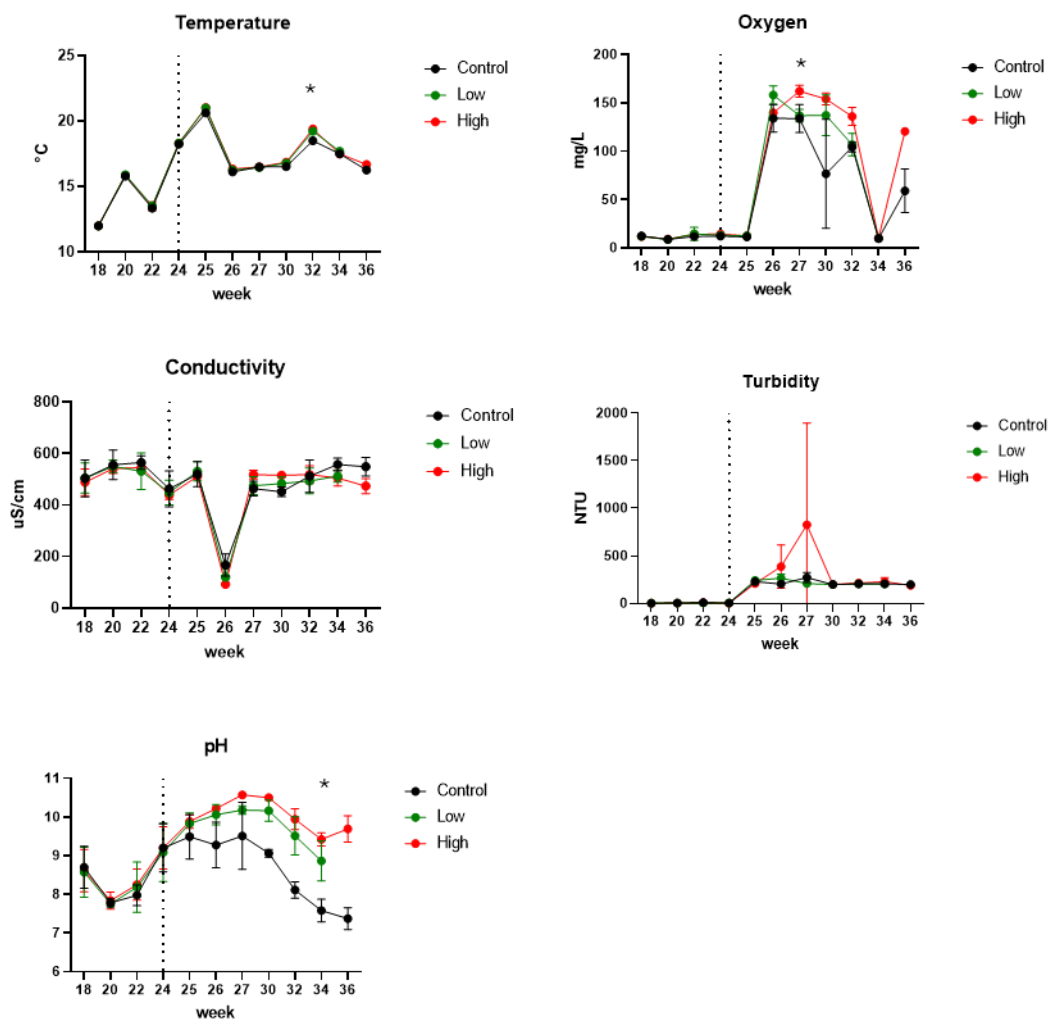 Temperature
25
20
15
10
°C
18 20 22 24 25 26 27 30 32 34 36
week
*
Control
Low
High
Oxygen
200
150
100
50
0
mg/L
18 20 22 24 25 26 27 30 32 34 36
week
*
Control
Low
High
Conductivity
800
600
400
200
0
uS/cm
18 20 22 24 25 26 27 30 32 34 36
week
Control
Low
High
Turbidity
2000
1500
1000
500
0
NTU
18 20 22 24 25 26 27 30 32 34 36
week
Control
Low
High
pH
11
10
9
8
7
6
18 20 22 24 25 26 27 30 32 34 36
week
*
Control
Low
High